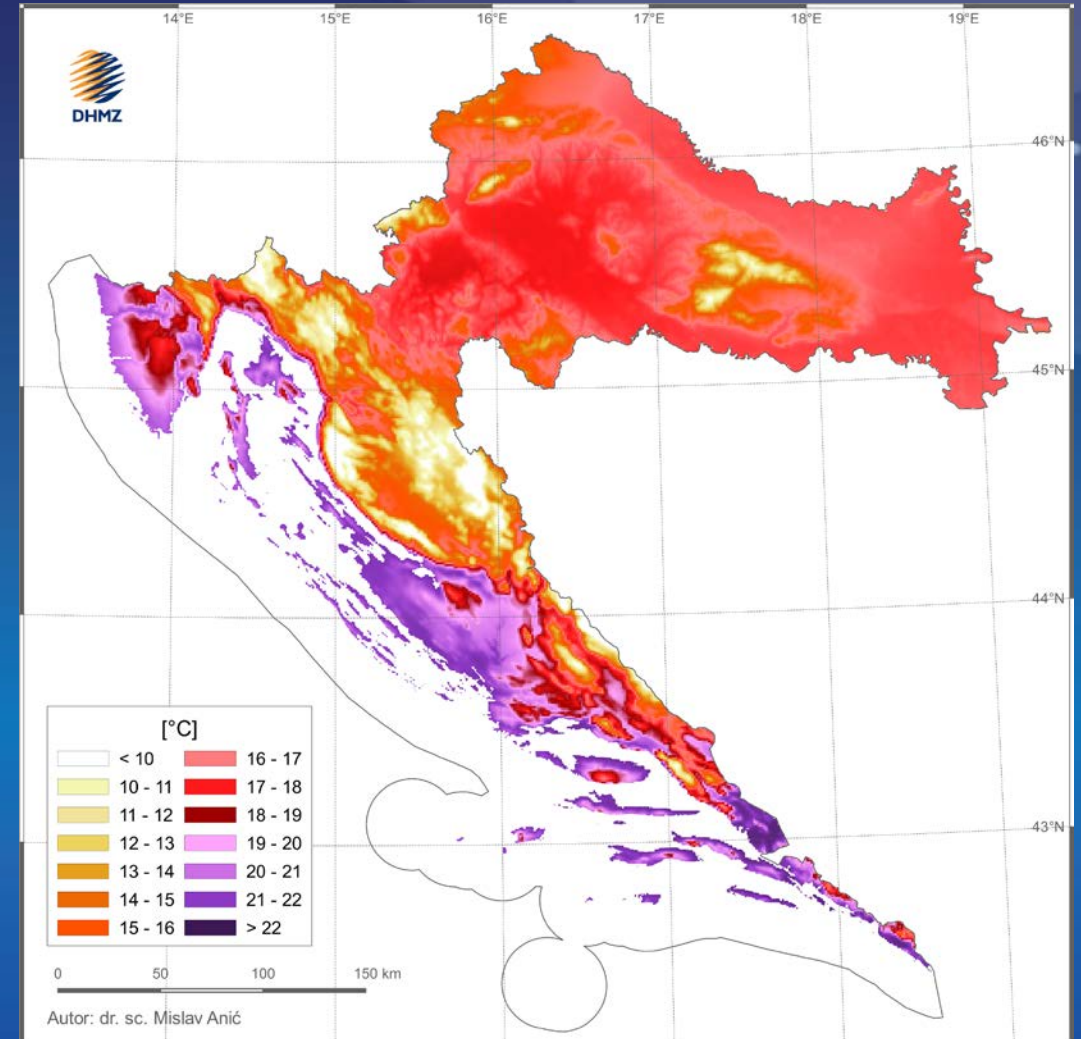 14°E 15°E 16°E 17°E 18°E 19°E
DHMZ
46°N
45°N
44°N
43°N
[°C]
< 10 16 - 17
10 - 11 17 - 18
11 - 12 18 - 19
12 - 13 19 - 20
13 - 14 20 - 21
14 - 15 21 - 22
15 - 16 > 22
0 50 100 150 km
Autor: dr. sc. Mislav Anić